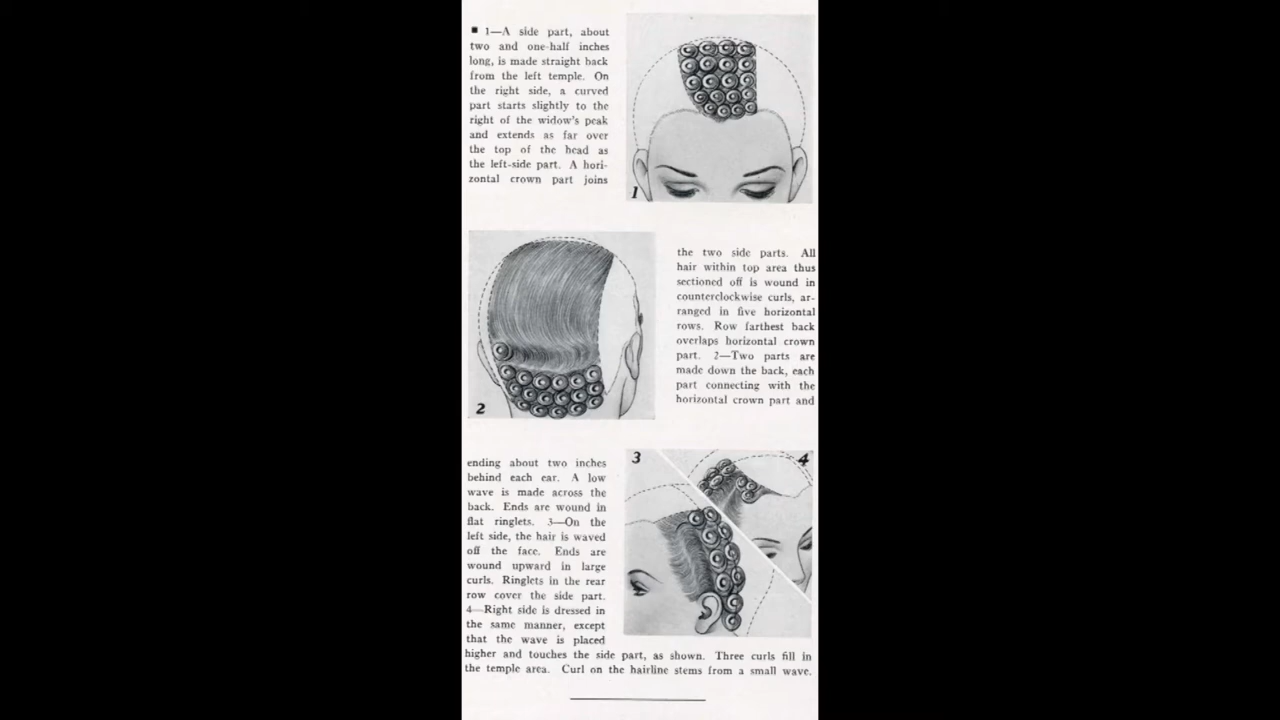 ■ 1—A side part, about
two and one-half inches
long, is made straight back
from the left temple. On
the right side, a curved
part starts slightly to the
right of the widow's peak
and extends as far over
the top of the head as
the left-side part. A hori-
zontal crown part joins
1
the two side parts. All
hair within top area thus
sectioned off is wound in
counterclockwise curls, ar-
ranged in five horizontal
rows. Row farthest back
overlaps horizontal crown
part. 2—Two parts are
made down the back, each
part connecting with the
horizontal crown part and
2
ending about two inches
behind each ear. A low
wave is made across the
back. Ends are wound in
flat ringlets. 3—On the
left side, the hair is waved
off the face. Ends are
wound upward in large
curls. Ringlets in the rear
row cover the side part.
4—Right side is dressed in
the same manner, except
that the wave is placed
higher and touches the side part, as shown. Three curls fill in
the temple area. Curl on the hairline stems from a small wave.
3
4